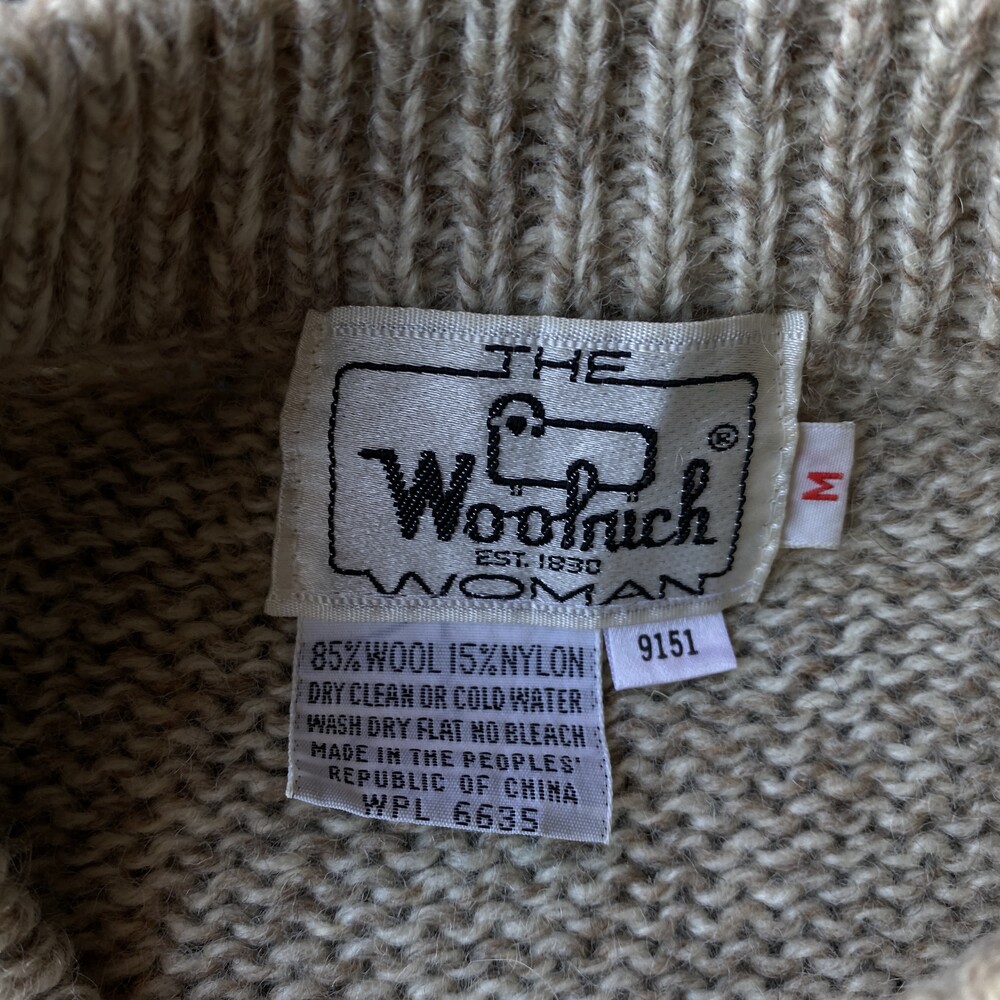 THE
Woolrich
®
EST. 1830
WOMAN
M
85% WOOL 15% NYLON
9151
DRY CLEAN OR COLD WATER
WASH DRY FLAT NO BLEACH
MADE IN THE PEOPLES'
REPUBLIC OF CHINA
WPL 6635